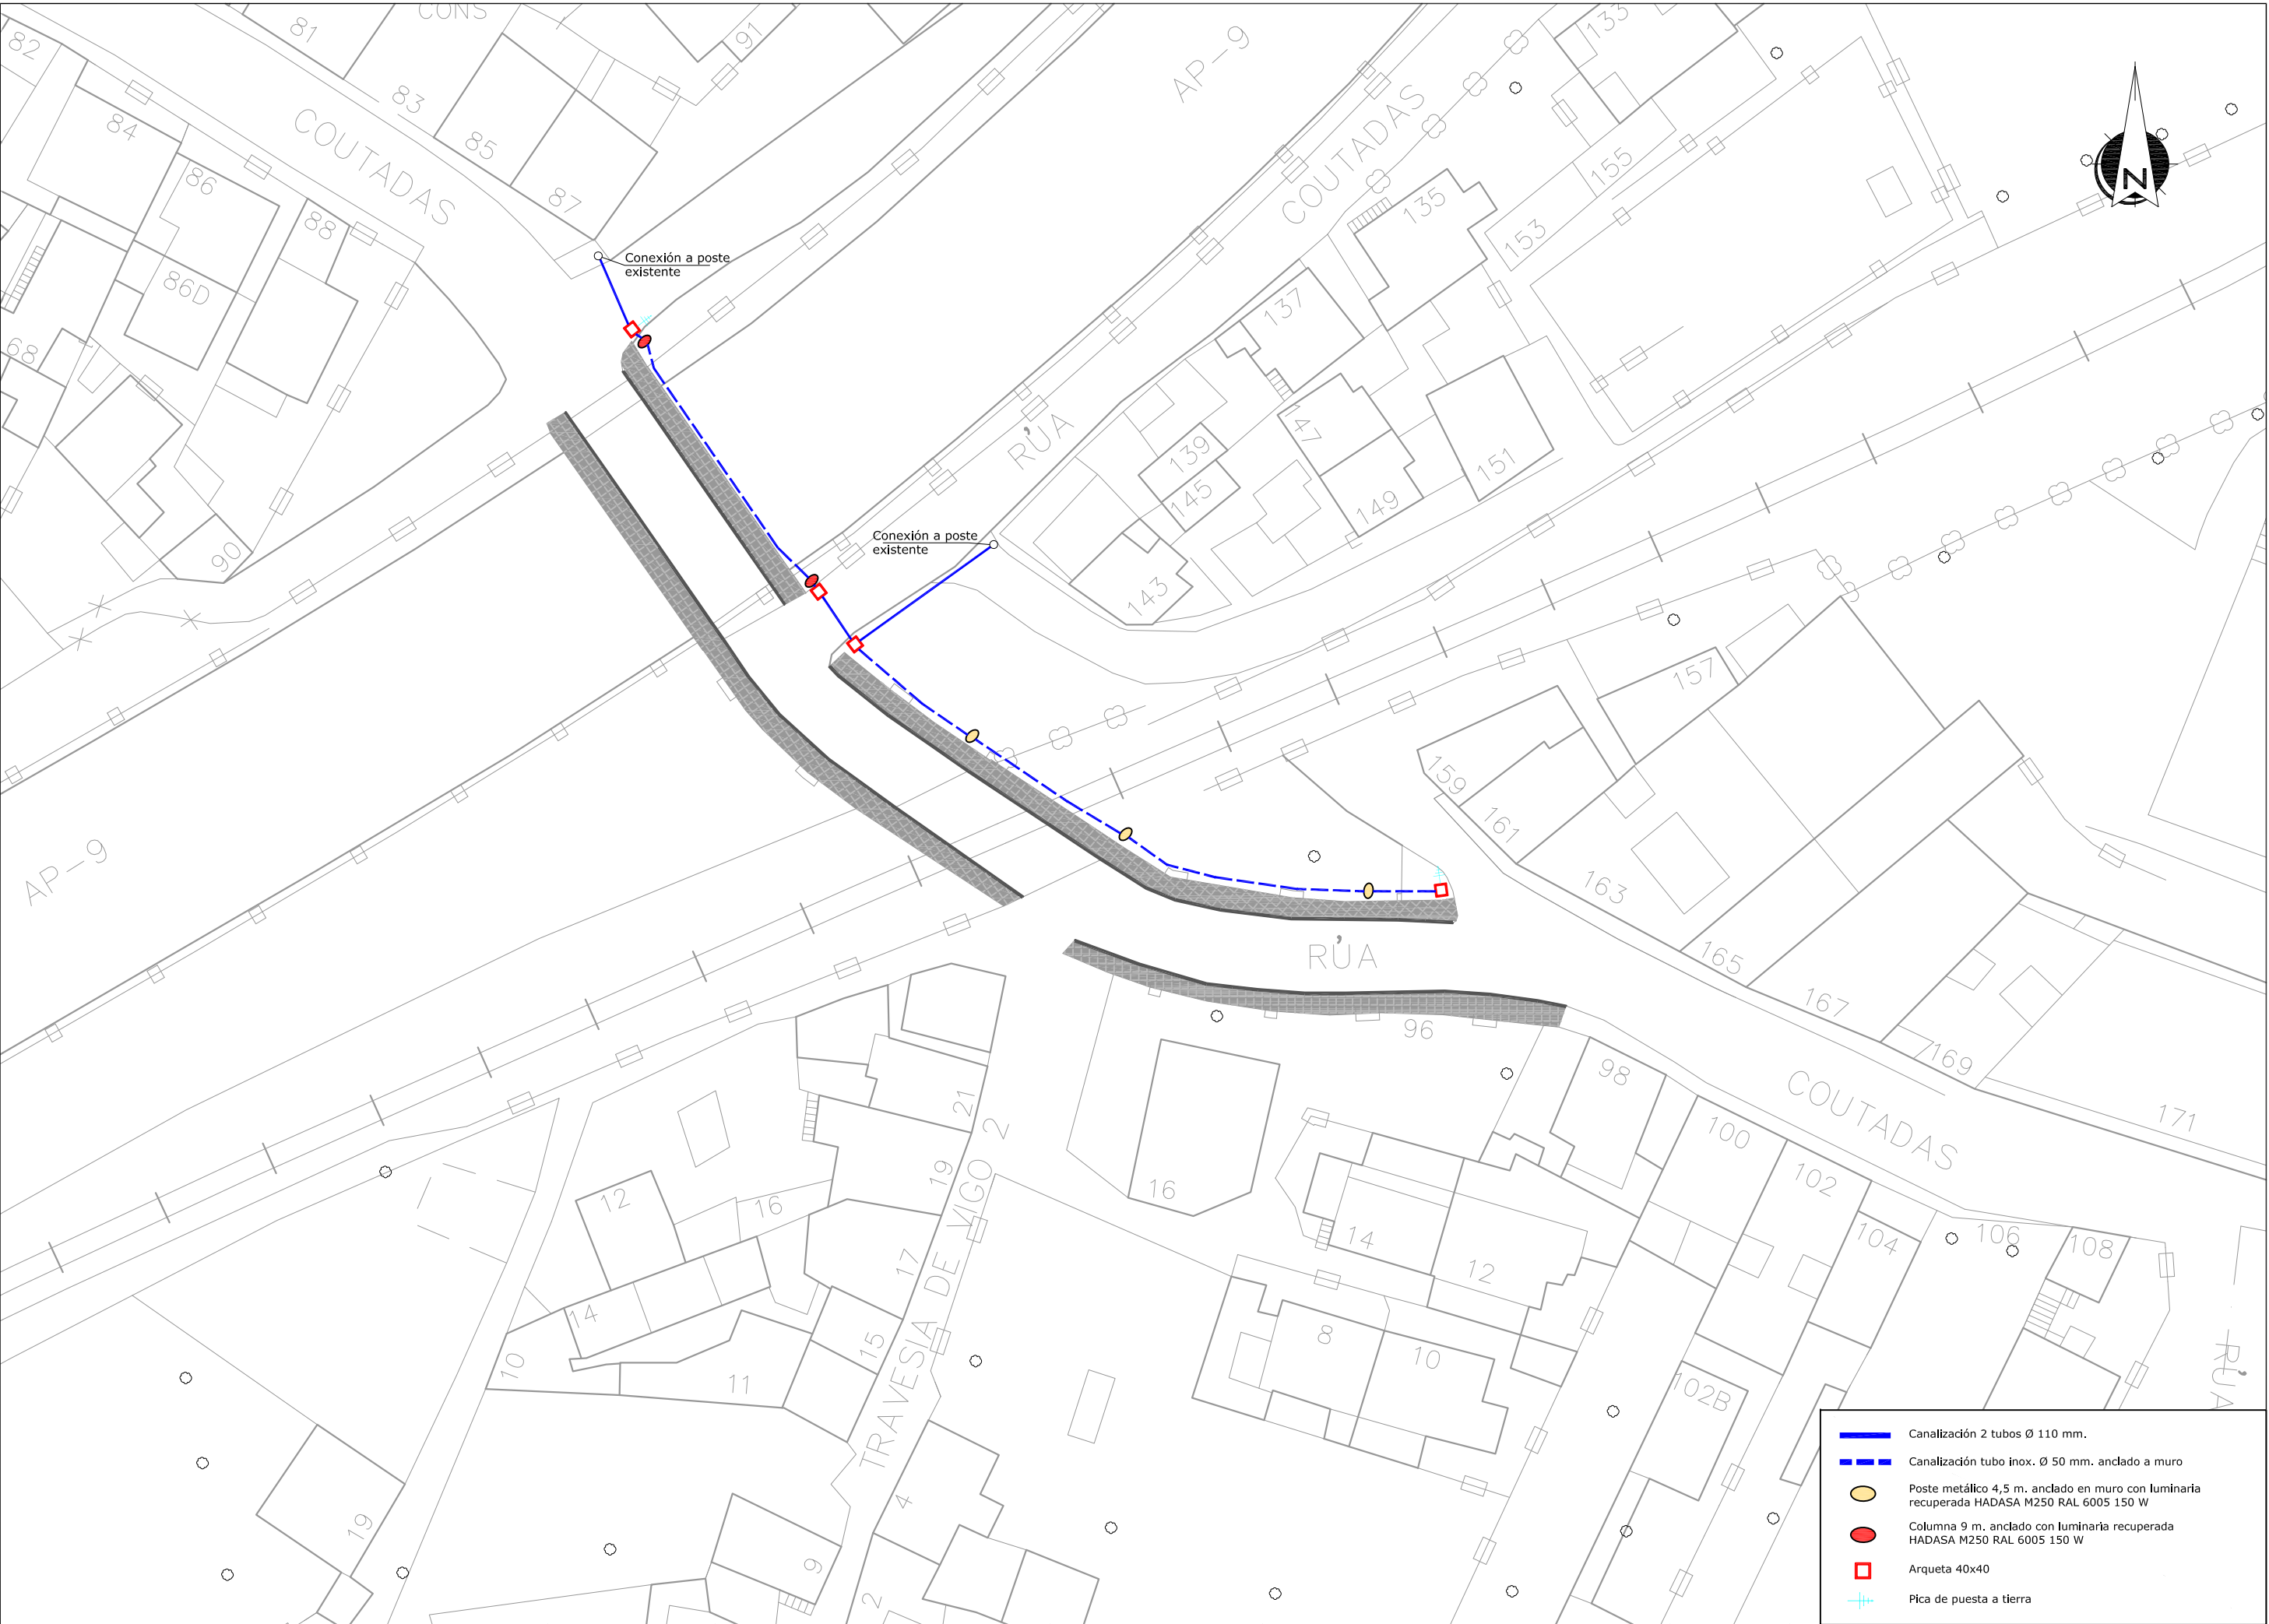 CONS
81
82
91
133
AP-9
83
84
COUTADAS
85
COUTADAS
86
87
155
135
88
153
N
Conexión a poste
existente
86D
137
68
RÚA
147
139
151
145
149
Conexión a poste
existente
90
143
157
159
161
AP-9
163
RÚA
165
167
96
169
98
COUTADAS
171
21
100
2
19
102
12
16
16
14
106
104
108
17
12
TRAVESIA DE VIGO
14
8
10
15
RÚA
10
11
102B
4
19
9
2
Canalización 2 tubos Ø 110 mm.
Canalización tubo inox. Ø 50 mm. anclado a muro
Poste metálico 4,5 m. anclado en muro con luminaria
recuperada HADASA M250 RAL 6005 150 W
Columna 9 m. anclado con luminaria recuperada
HADASA M250 RAL 6005 150 W
Arqueta 40x40
Pica de puesta a tierra